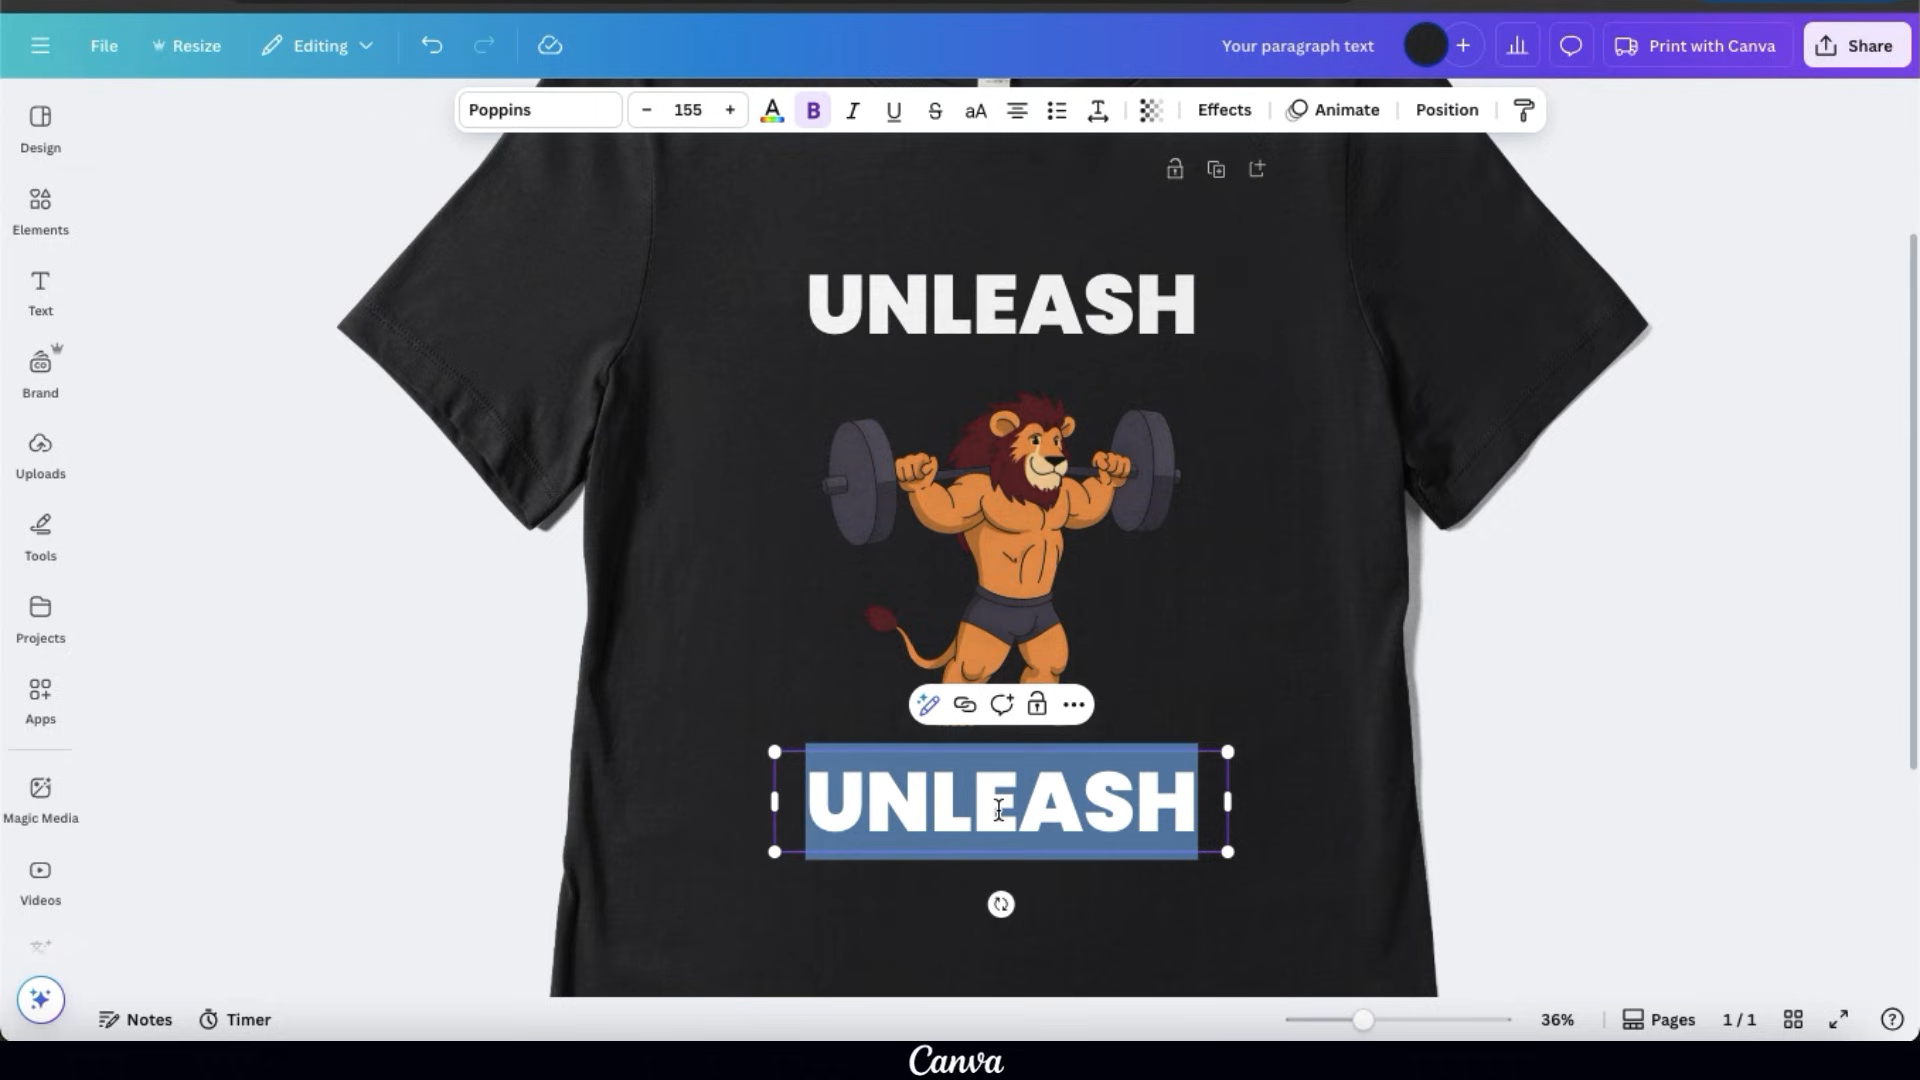 File
Resize
Editing
Your paragraph text
Print with Canva
Share
Poppins
155
A
B
I
U
S
aA
Effects
Animate
Position
Design
Elements
Text
Brand
Uploads
Tools
Projects
Apps
Magic Media
Videos
UNLEASH
UNLEASH
Notes
Timer
36%
Pages
1 / 1
Canva